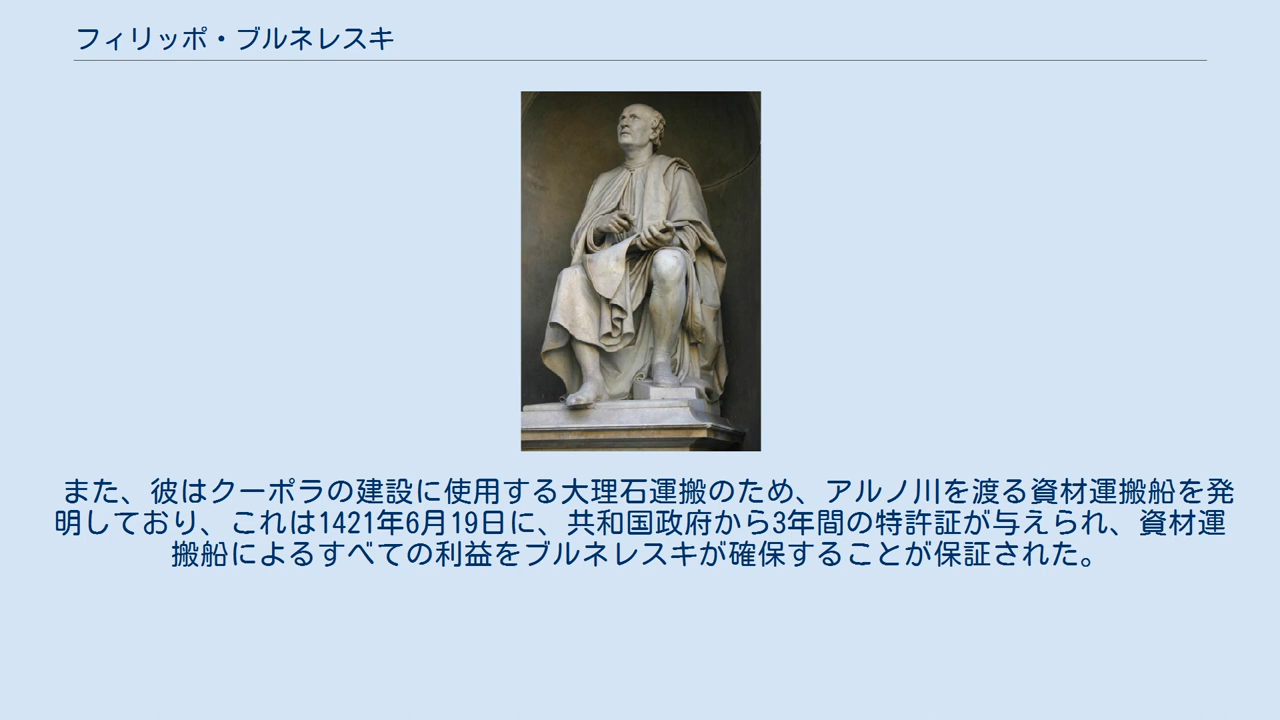 フィリッポ・ブルネレスキ
また、彼はクーポラの建設に使用する大理石運搬のため、アルノ川を渡る資材運搬船を発
明しており、これは1421年6月19日に、共和国政府から3年間の特許証が与えられ、資材運
搬船によるすべての利益をブルネレスキが確保することが保証された。